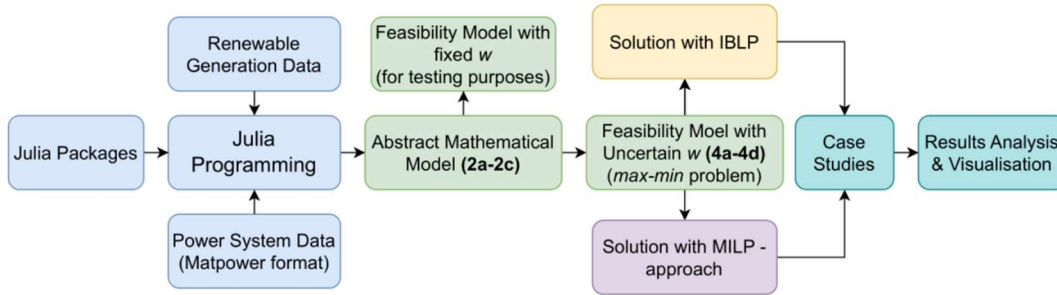 Renewable
Generation Data
Feasibility Model with
fixed w
(for testing purposes)
Solution with IBLP
Julia Packages
Julia
Programming
Abstract Mathematical
Model (2a-2c)
Feasibility Moel with
Uncertain w (4a-4d)
(max-min problem)
Case
Studies
Results Analysis
& Visualisation
Power System Data
(Matpower format)
Solution with MILP -
approach